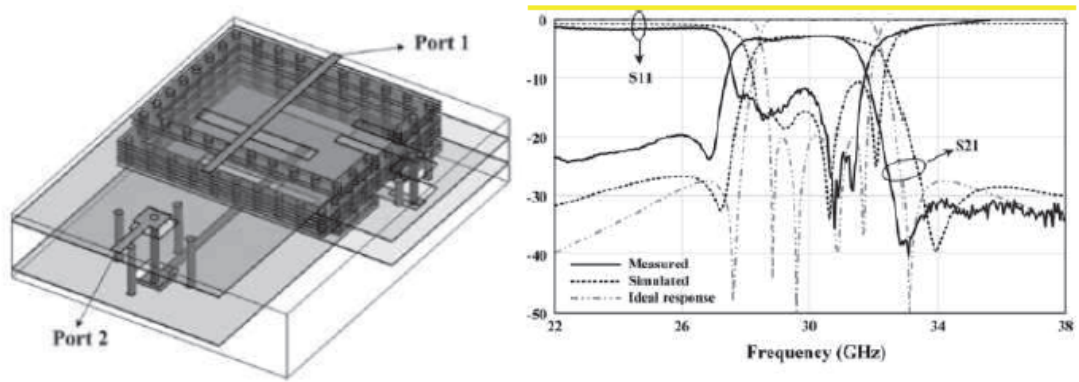 Port 1
Port 2
0
-10
-20
-30
-40
-50
S11
S21
Measured
Simulated
Ideal response
22
26
30
34
38
Frequency (GHz)